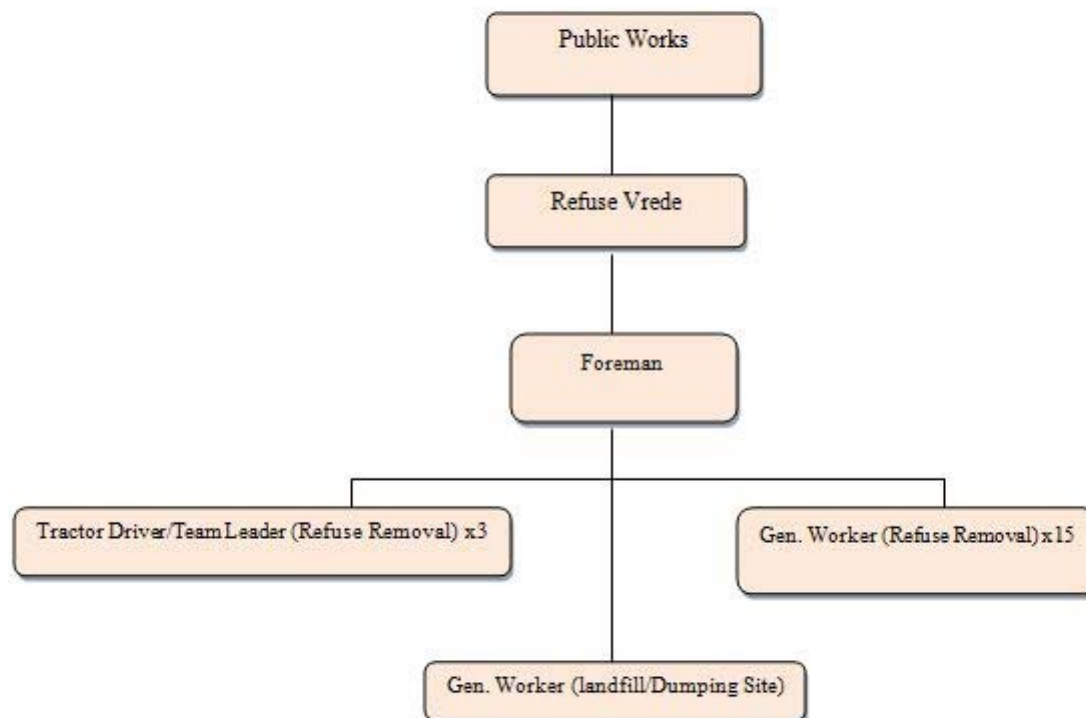 Public Works
Refuse Vrede
Foreman
Tractor Driver/Team Leader (Refuse Removal) x3
Gen. Worker (Refuse Removal) x15
Gen. Worker (landfill/Dumping Site)